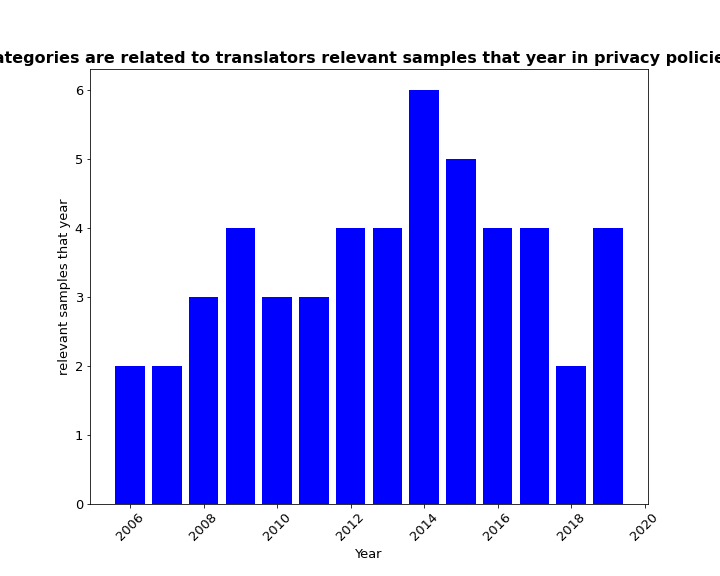 ategories are related to translators relevant samples that year in privacy policie
relevant samples that year
6
5
4
3
2
1
0
2006 2008 2010 2012 2014 2016 2018 2020
Year